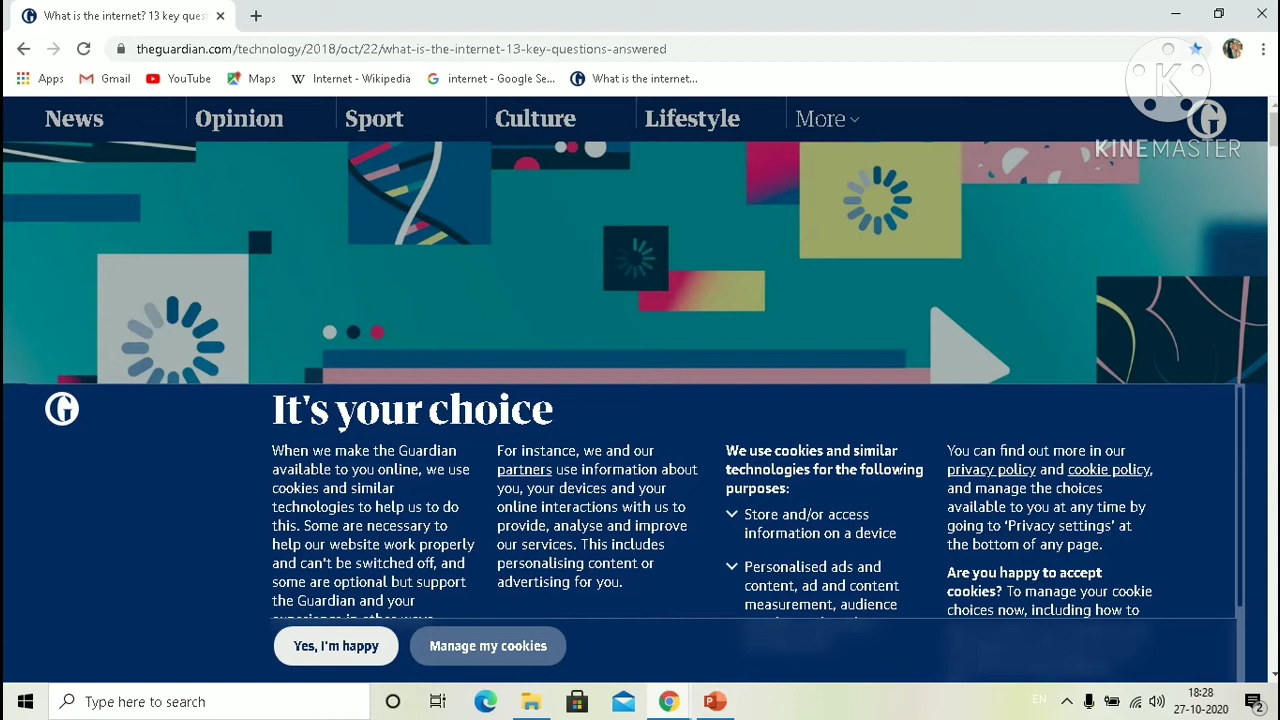 What is the internet? 13 key ques
theguardian.com/technology/2018/oct/22/what-is-the-internet-13-key-questions-answered
Apps Gmail YouTube Maps Internet - Wikipedia internet - Google Se... What is the internet...
News Opinion Sport Culture Lifestyle More
K
KINEMASTER
It's your choice
When we make the Guardian
available to you online, we use
cookies and similar
technologies to help us to do
this. Some are necessary to
help our website work properly
and can't be switched off, and
some are optional but support
the Guardian and your
For instance, we and our
partners use information about
you, your devices and your
online interactions with us to
provide, analyse and improve
our services. This includes
personalising content or
advertising for you.
We use cookies and similar
technologies for the following
purposes:
Store and/or access
information on a device
Personalised ads and
content, ad and content
measurement, audience
You can find out more in our
privacy policy and cookie policy,
and manage the choices
available to you at any time by
going to ‘Privacy settings’ at
the bottom of any page.
Are you happy to accept
cookies? To manage your cookie
choices now, including how to
Yes, I'm happy
Manage my cookies
Type here to search
EN
18:28
27-10-2020
2